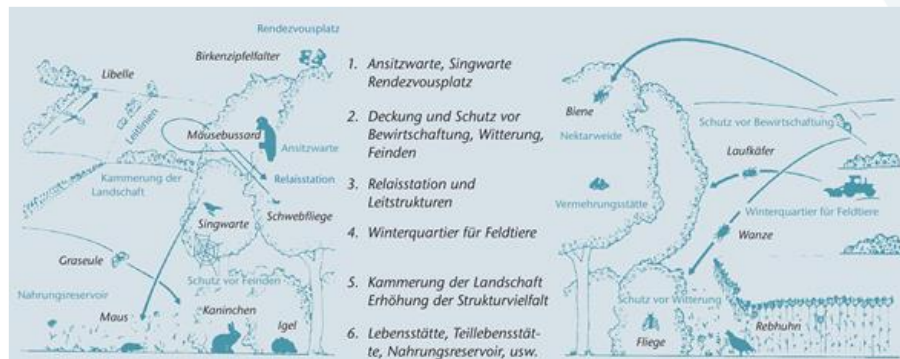 Rendezvousplatz
Birkenzipfelfalter
Libelle
Leitlinien
Mäusebussard
Ansitzwarte
Kammerung der
Landschaft
Relaisstation
Singwarte
Schwebfliege
Graseule
Nahrungsreservoir
Schutz vor Feinden
Maus
Kaninchen
Igel
1. Ansitzwarte, Singwarte
Rendezvousplatz
2. Deckung und Schutz vor
Bewirtschaftung, Witterung,
Feinden
3. Relaisstation und
Leitstrukturen
4. Winterquartier für Feldtiere
5. Kammerung der Landschaft
Erhöhung der Strukturvielfalt
6. Lebensstätte, Teillebensstät-
te, Nahrungsreservoir, usw.
Biene
Nektarweide
Schutz vor Bewirtschaftung
Laufkäfer
Vermehrungsstätte
Winterquartier für Feldtiere
Wanze
Schutz vor Witterung
Fliege
Rebhuhn